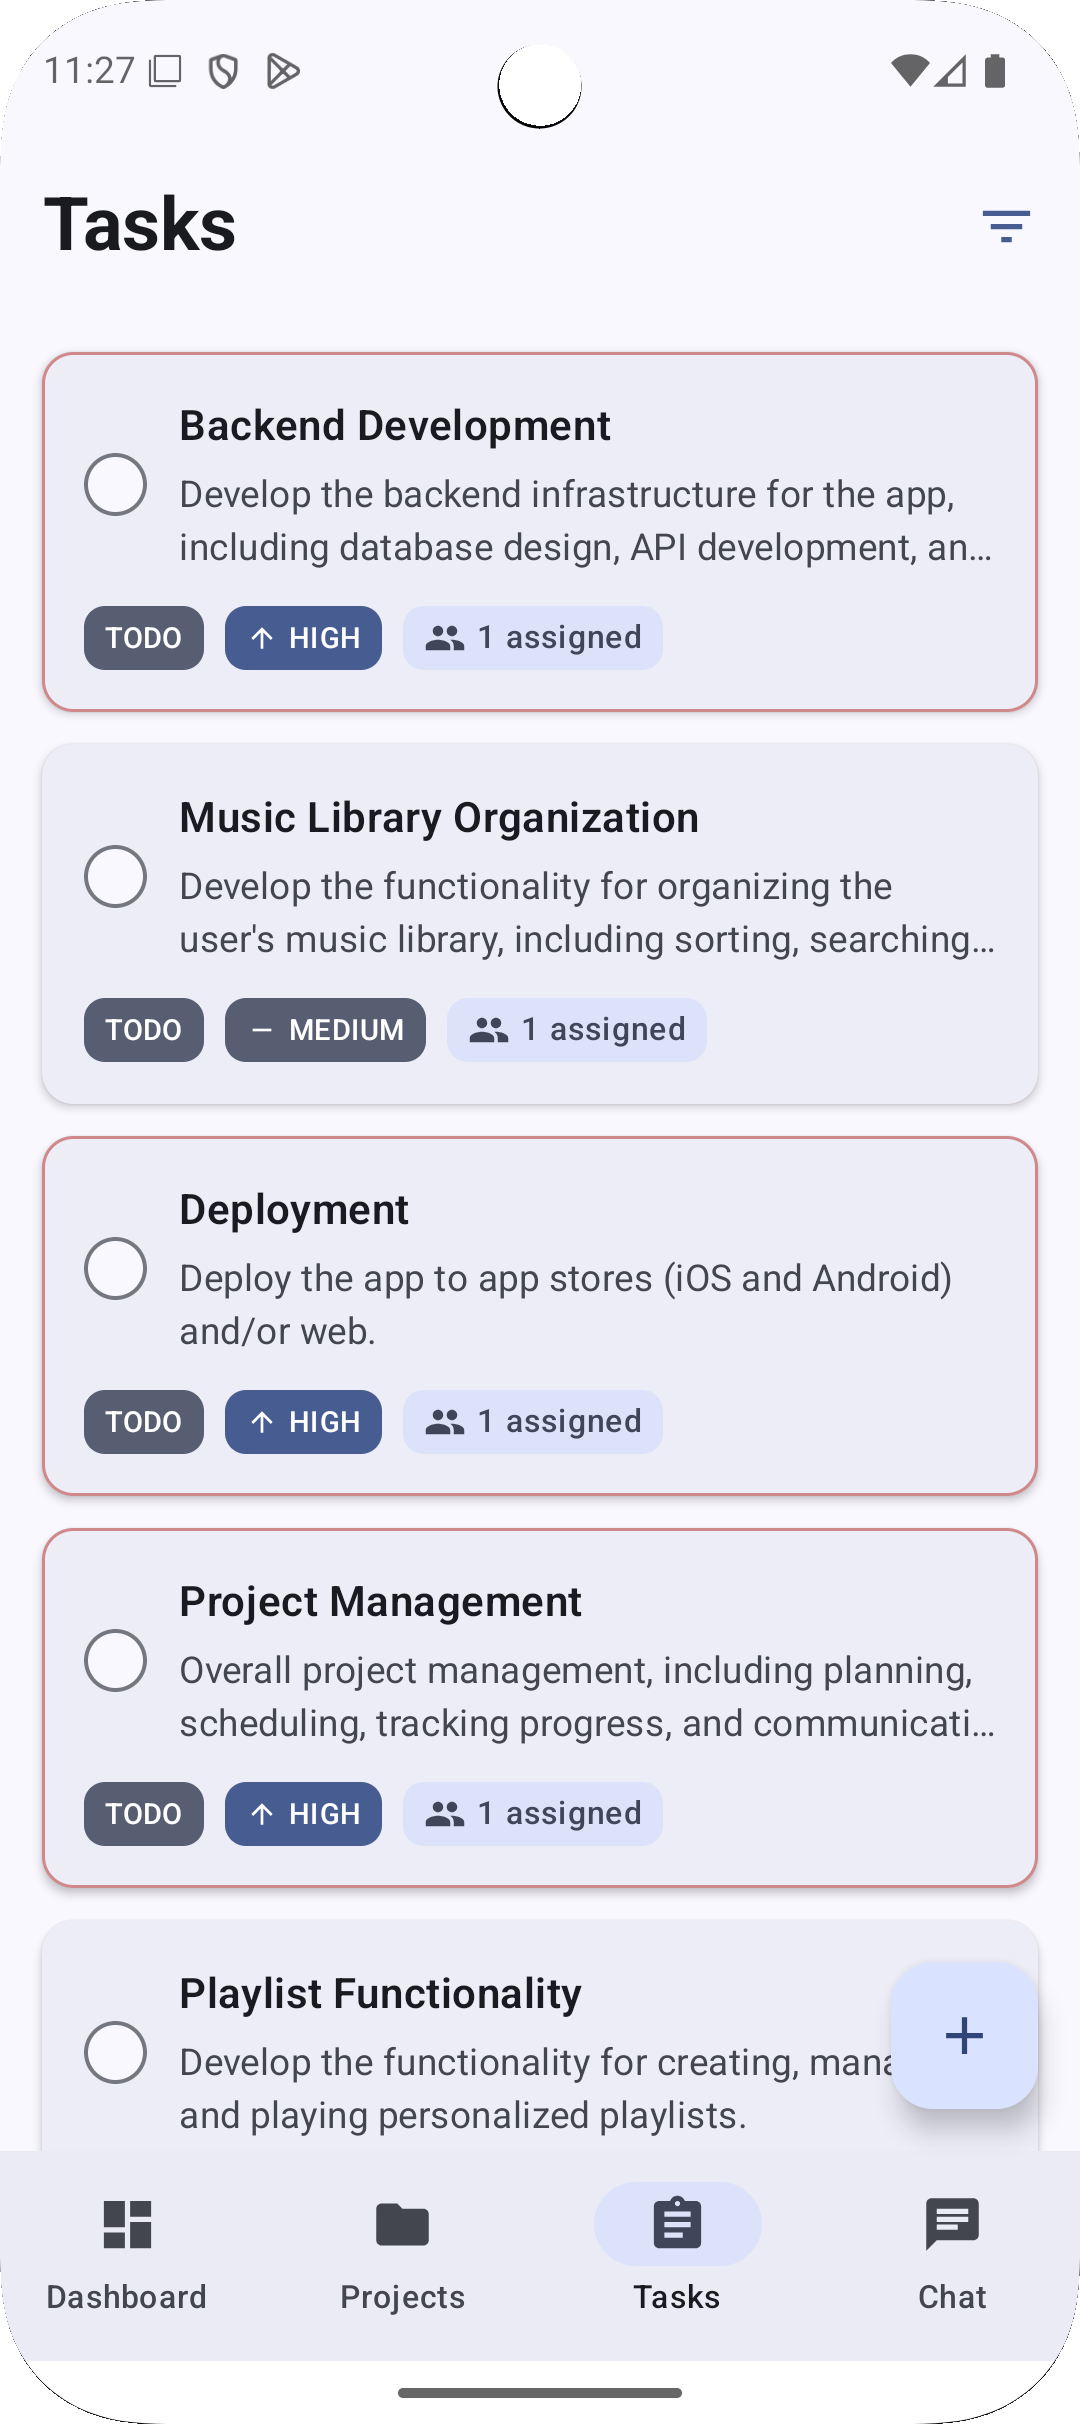 11:27
Tasks
Backend Development
Develop the backend infrastructure for the app,
including database design, API development, an…
TODO
HIGH
1 assigned
Music Library Organization
Develop the functionality for organizing the
user's music library, including sorting, searching…
TODO
MEDIUM
1 assigned
Deployment
Deploy the app to app stores (iOS and Android)
and/or web.
TODO
HIGH
1 assigned
Project Management
Overall project management, including planning,
scheduling, tracking progress, and communicati…
TODO
HIGH
1 assigned
Playlist Functionality
Develop the functionality for creating,
and playing personalized playlists.
Dashboard
Projects
Tasks
Chat